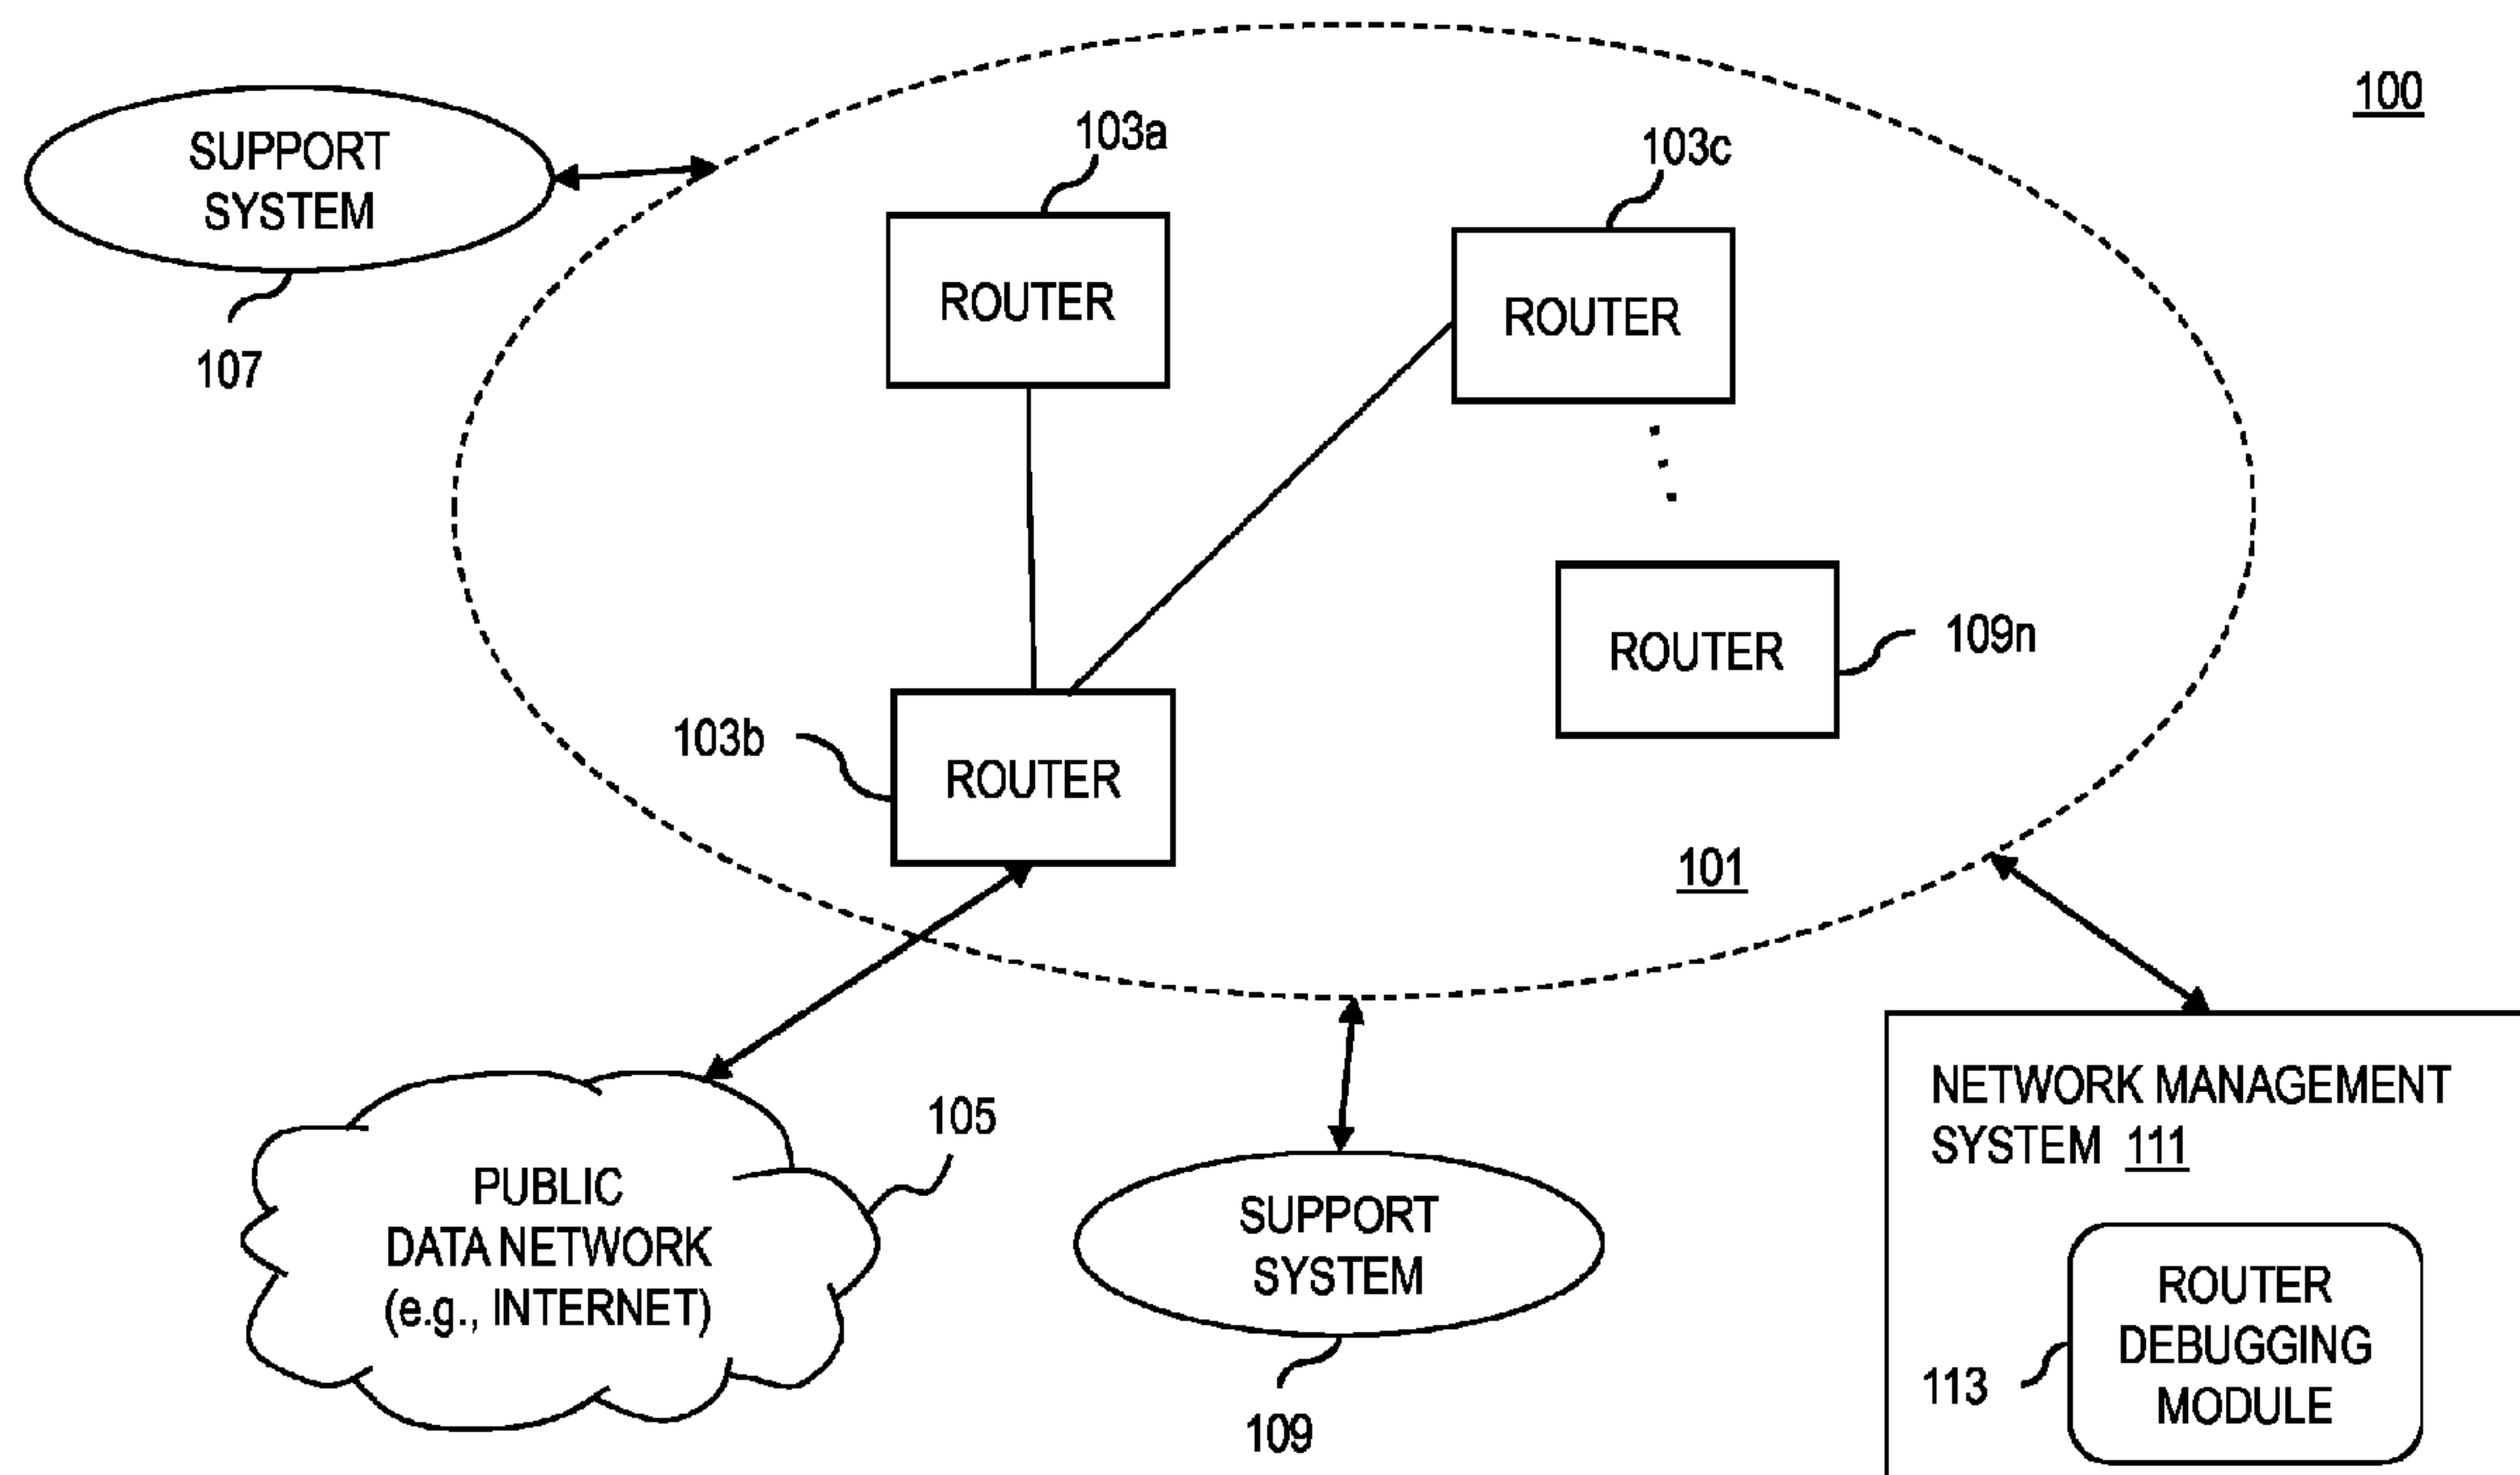 100
SUPPORT
SYSTEM
107
103a
ROUTER
103c
ROUTER
ROUTER
109n
103b
ROUTER
101
PUBLIC
DATA NETWORK
(e.g., INTERNET)
105
SUPPORT
SYSTEM
109
NETWORK MANAGEMENT
SYSTEM 111
ROUTER
DEBUGGING
MODULE
113